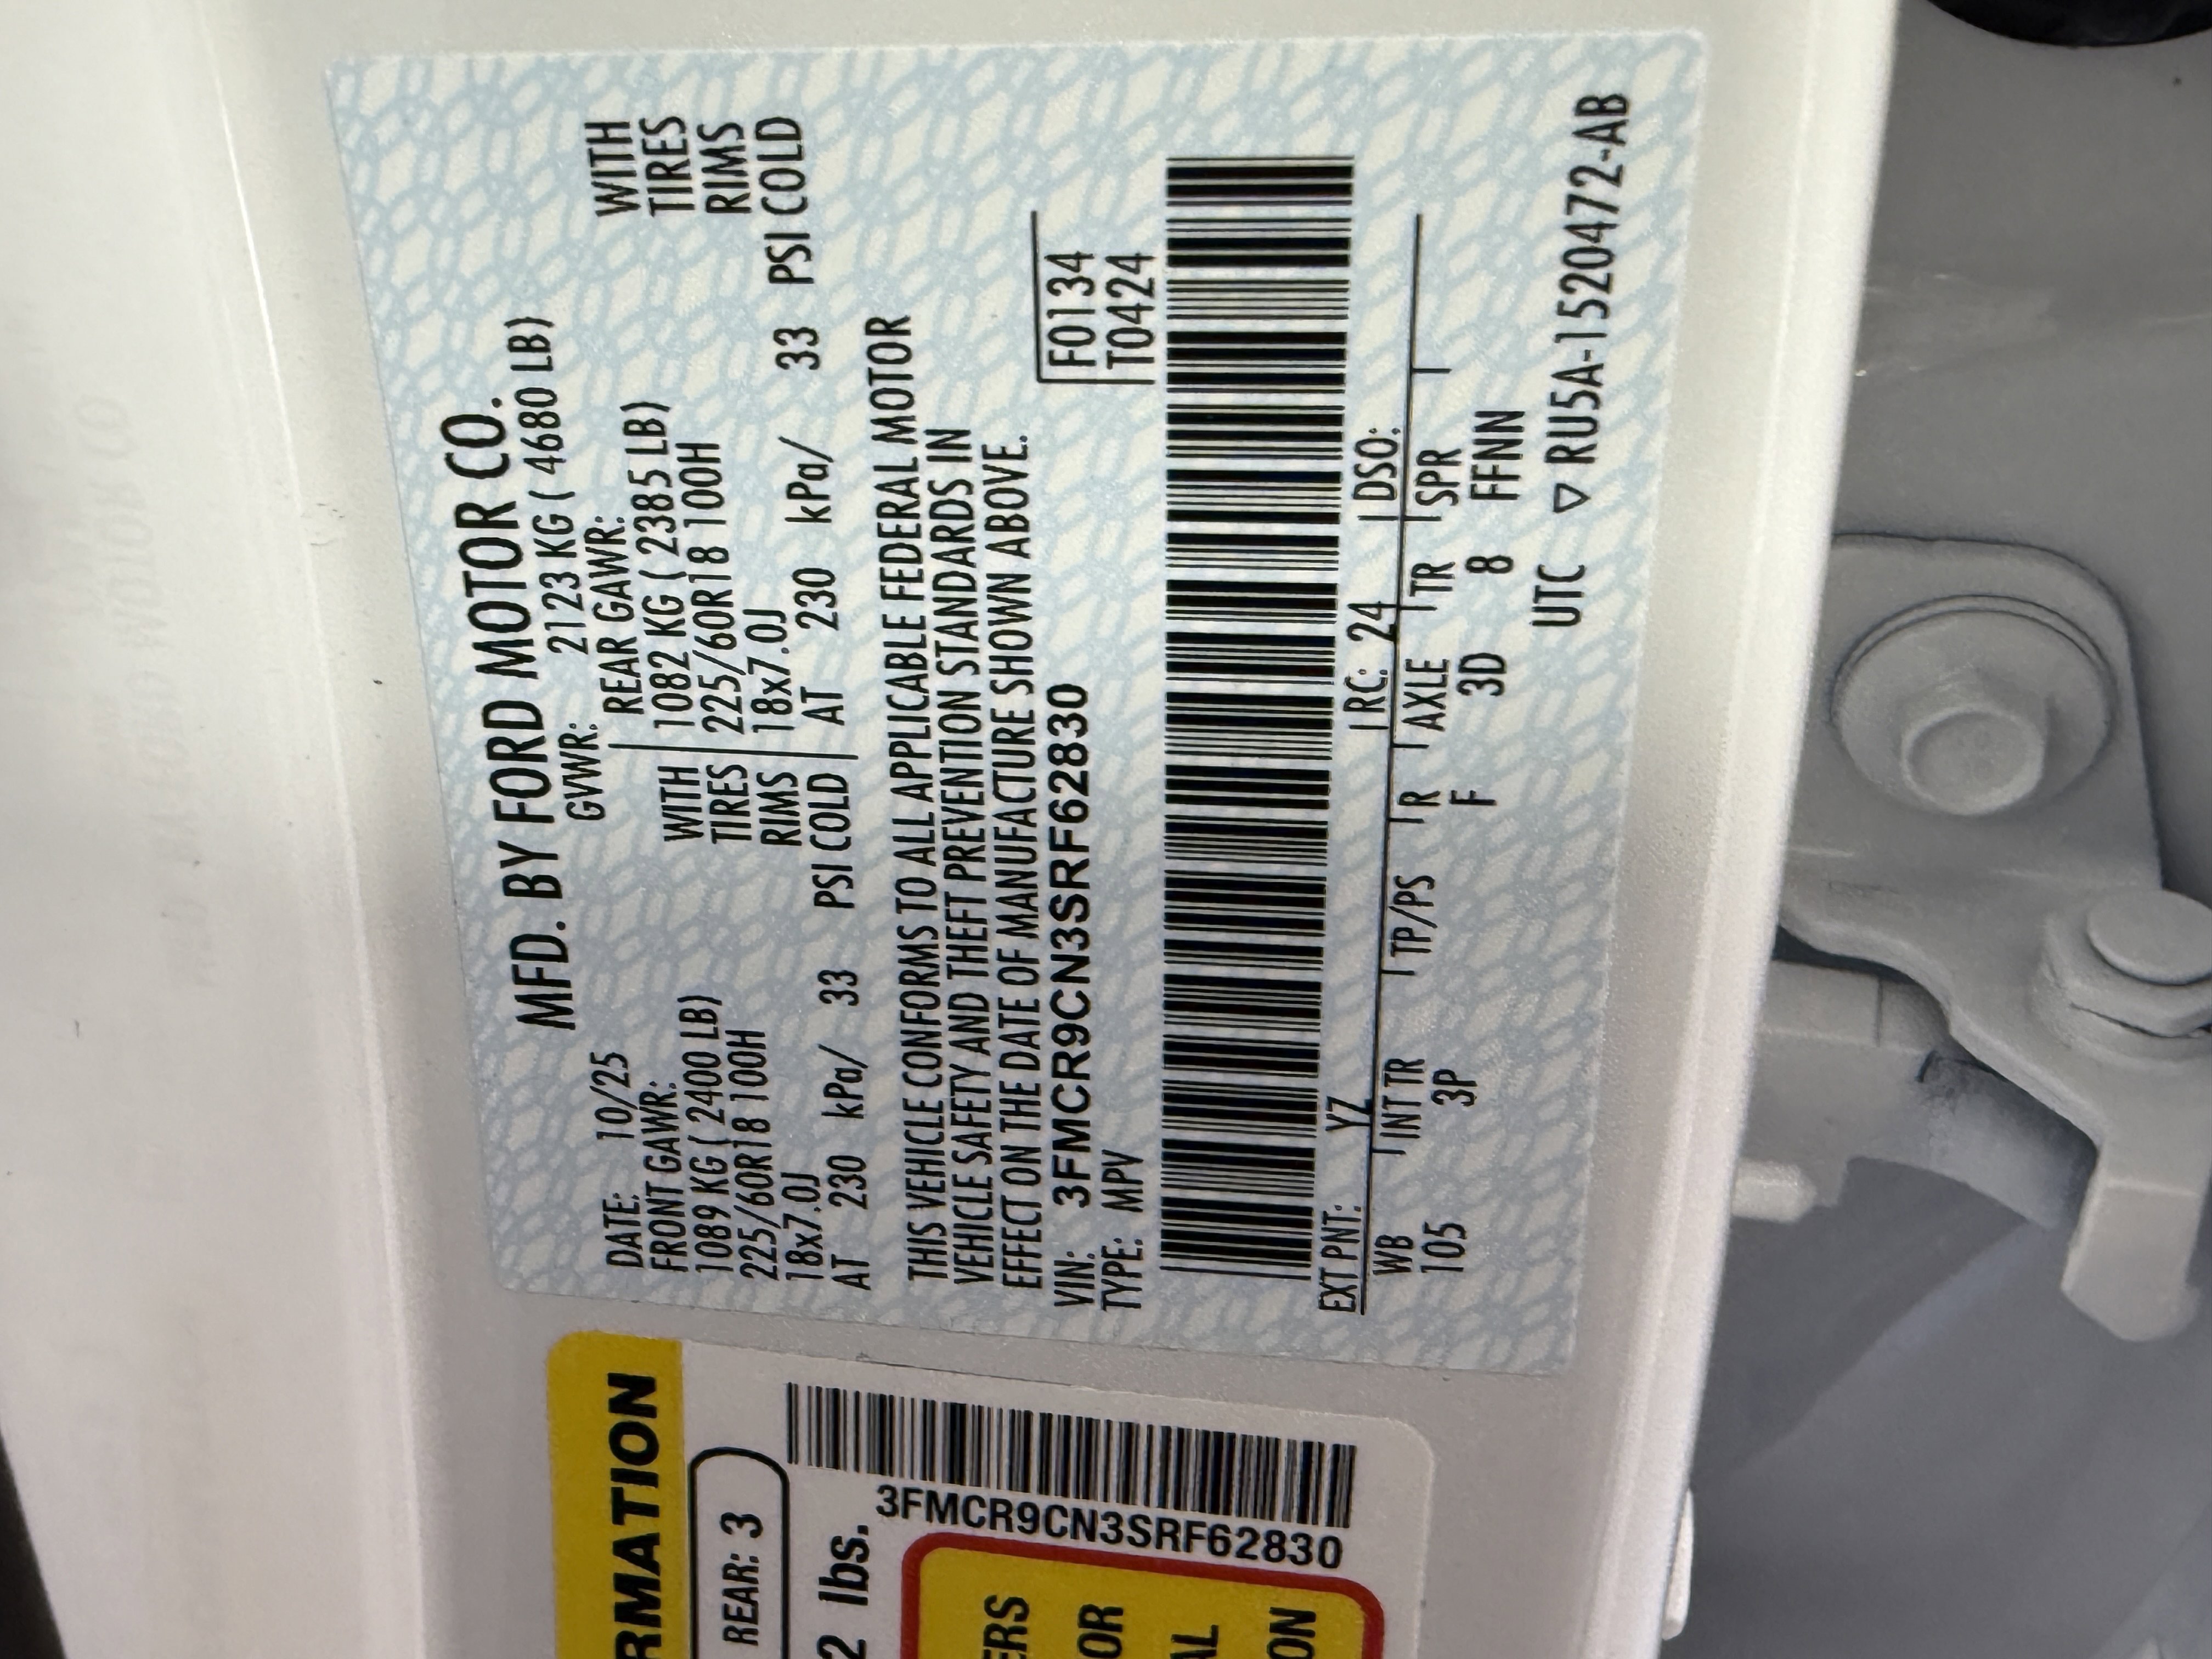 MFD. BY FORD MOTOR CO.
DATE: 10/25 GVWR: 2123 KG ( 4680 LB)
FRONT GAWR: REAR GAWR:
1089 KG ( 2400 LB) WITH 1082 KG ( 2385 LB) WITH
225/60R18 100H TIRES 225/60R18 100H TIRES
18x7.0J RIMS 18x7.0J RIMS
AT 230 kPa/ 33 PSI COLD AT 230 kPa/ 33 PSI COLD
THIS VEHICLE CONFORMS TO ALL APPLICABLE FEDERAL MOTOR
VEHICLE SAFETY AND THEFT PREVENTION STANDARDS IN
EFFECT ON THE DATE OF MANUFACTURE SHOWN ABOVE.
VIN: 3FMCR9CN3SRF62830 F0134
TYPE: MPV T0424
EXT PNT: YZ RC: 24 DSO:
WB INT TR TP/PS R AXLE TR SPR
105 3P F 3D 8 FFNN
UTC ▽ RU5A-1520472-AB
RMATION
REAR: 3
2 lbs.
3FMCR9CN3SRF62830
ERS
OR
AL
ON